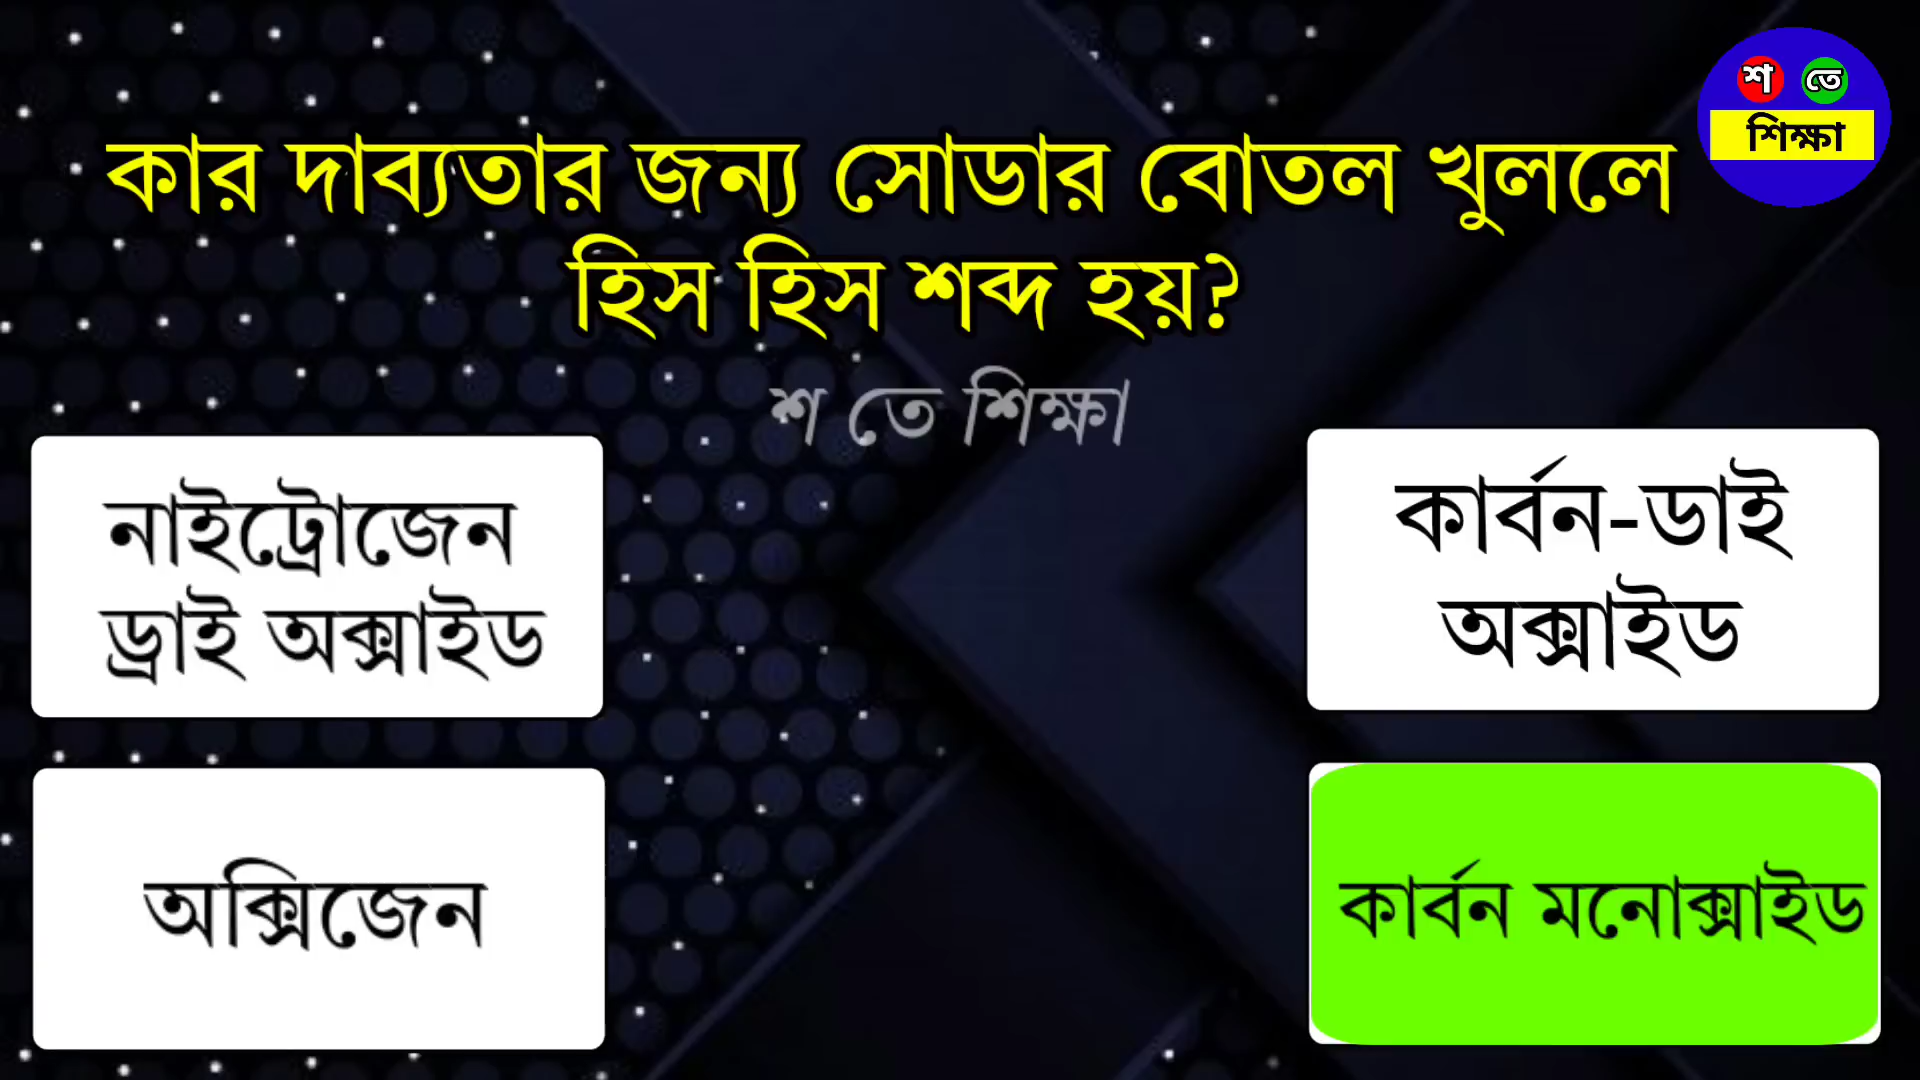 শ তে
শিক্ষা
কার দাব্যতার জন্য সোডার বোতল খুললে
হিস হিস শব্দ হয়?
শ তে শিক্ষা
নাইট্রোজেন
ড্রাই অক্সাইড
কার্বন-ডাই
অক্সাইড
অক্সিজেন
কার্বন মনোক্সাইড